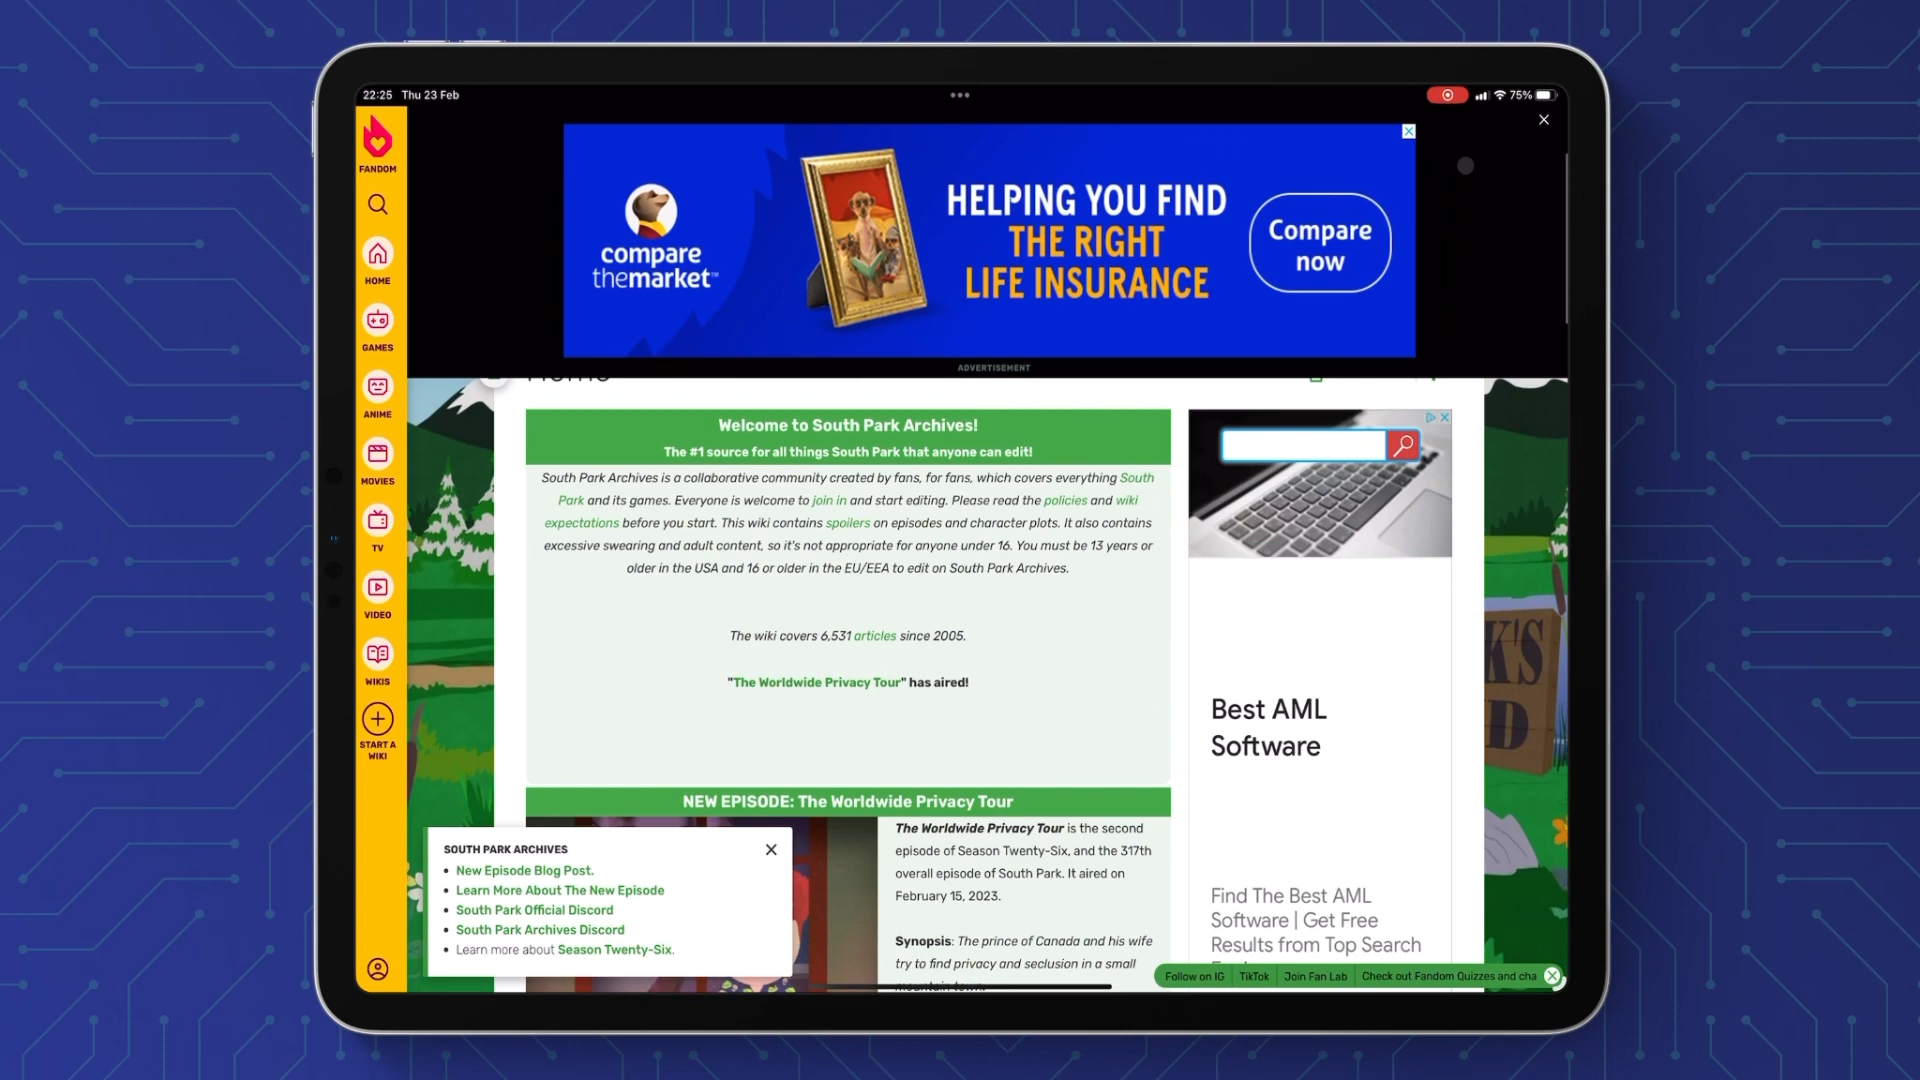 22:25 Thu 23 Feb
75%
FANDOM
HOME
GAMES
ANIME
MOVIES
TV
VIDEO
WIKIS
START A
WIKI
compare
themarket™
HELPING YOU FIND
THE RIGHT
LIFE INSURANCE
Compare
now
ADVERTISEMENT
Welcome to South Park Archives!
The #1 source for all things South Park that anyone can edit!
South Park Archives is a collaborative community created by fans, for fans, which covers everything South
Park and its games. Everyone is welcome to join in and start editing. Please read the policies and wiki
expectations before you start. This wiki contains spoilers on episodes and character plots. It also contains
excessive swearing and adult content, so it's not appropriate for anyone under 16. You must be 13 years or
older in the USA and 16 or older in the EU/EEA to edit on South Park Archives.
The wiki covers 6,531 articles since 2005.
"The Worldwide Privacy Tour" has aired!
NEW EPISODE: The Worldwide Privacy Tour
The Worldwide Privacy Tour is the second
episode of Season Twenty-Six, and the 317th
overall episode of South Park. It aired on
February 15, 2023.
Synopsis: The prince of Canada and his wife
try to find privacy and seclusion in a small
mountain town.
SOUTH PARK ARCHIVES
• New Episode Blog Post.
• Learn More About The New Episode
• South Park Official Discord
• South Park Archives Discord
• Learn more about Season Twenty-Six.
Best AML
Software
Find The Best AML
Software | Get Free
Results from Top Search
Follow on IG
TikTok
Join Fan Lab
Check out Fandom Quizzes and cha